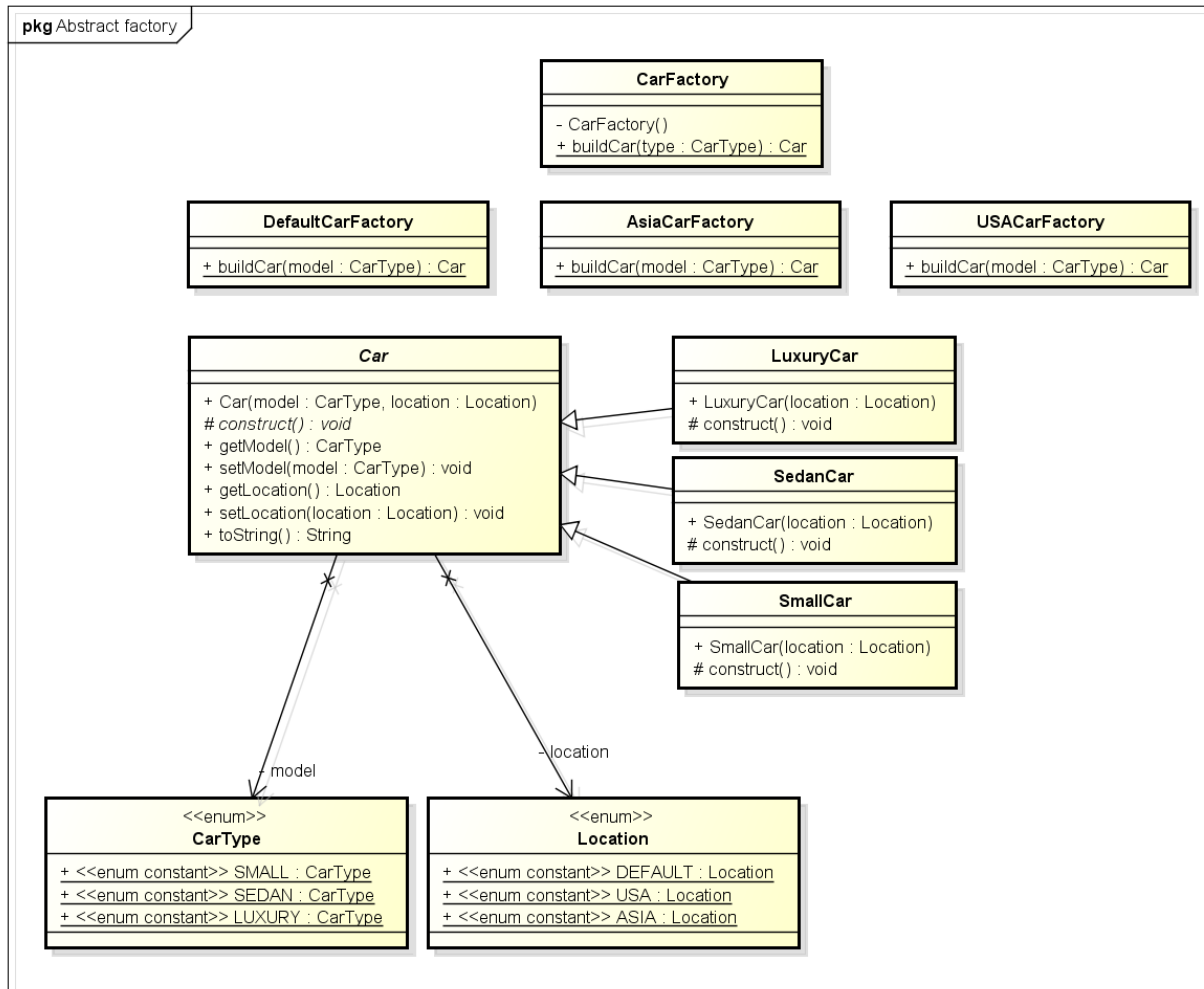 pkg Abstract factory
CarFactory
- CarFactory()
+ buildCar(type : CarType) : Car
DefaultCarFactory
+ buildCar(model : CarType) : Car
AsiaCarFactory
+ buildCar(model : CarType) : Car
USACarFactory
+ buildCar(model : CarType) : Car
Car
+ Car(model : CarType, location : Location)
# construct() : void
+ getModel() : CarType
+ setModel(model : CarType) : void
+ getLocation() : Location
+ setLocation(location : Location) : void
+ toString() : String
LuxuryCar
+ LuxuryCar(location : Location)
# construct() : void
SedanCar
+ SedanCar(location : Location)
# construct() : void
SmallCar
+ SmallCar(location : Location)
# construct() : void
- model
- location
<<enum>>
CarType
+ <<enum constant>> SMALL : CarType
+ <<enum constant>> SEDAN : CarType
+ <<enum constant>> LUXURY : CarType
<<enum>>
Location
+ <<enum constant>> DEFAULT : Location
+ <<enum constant>> USA : Location
+ <<enum constant>> ASIA : Location